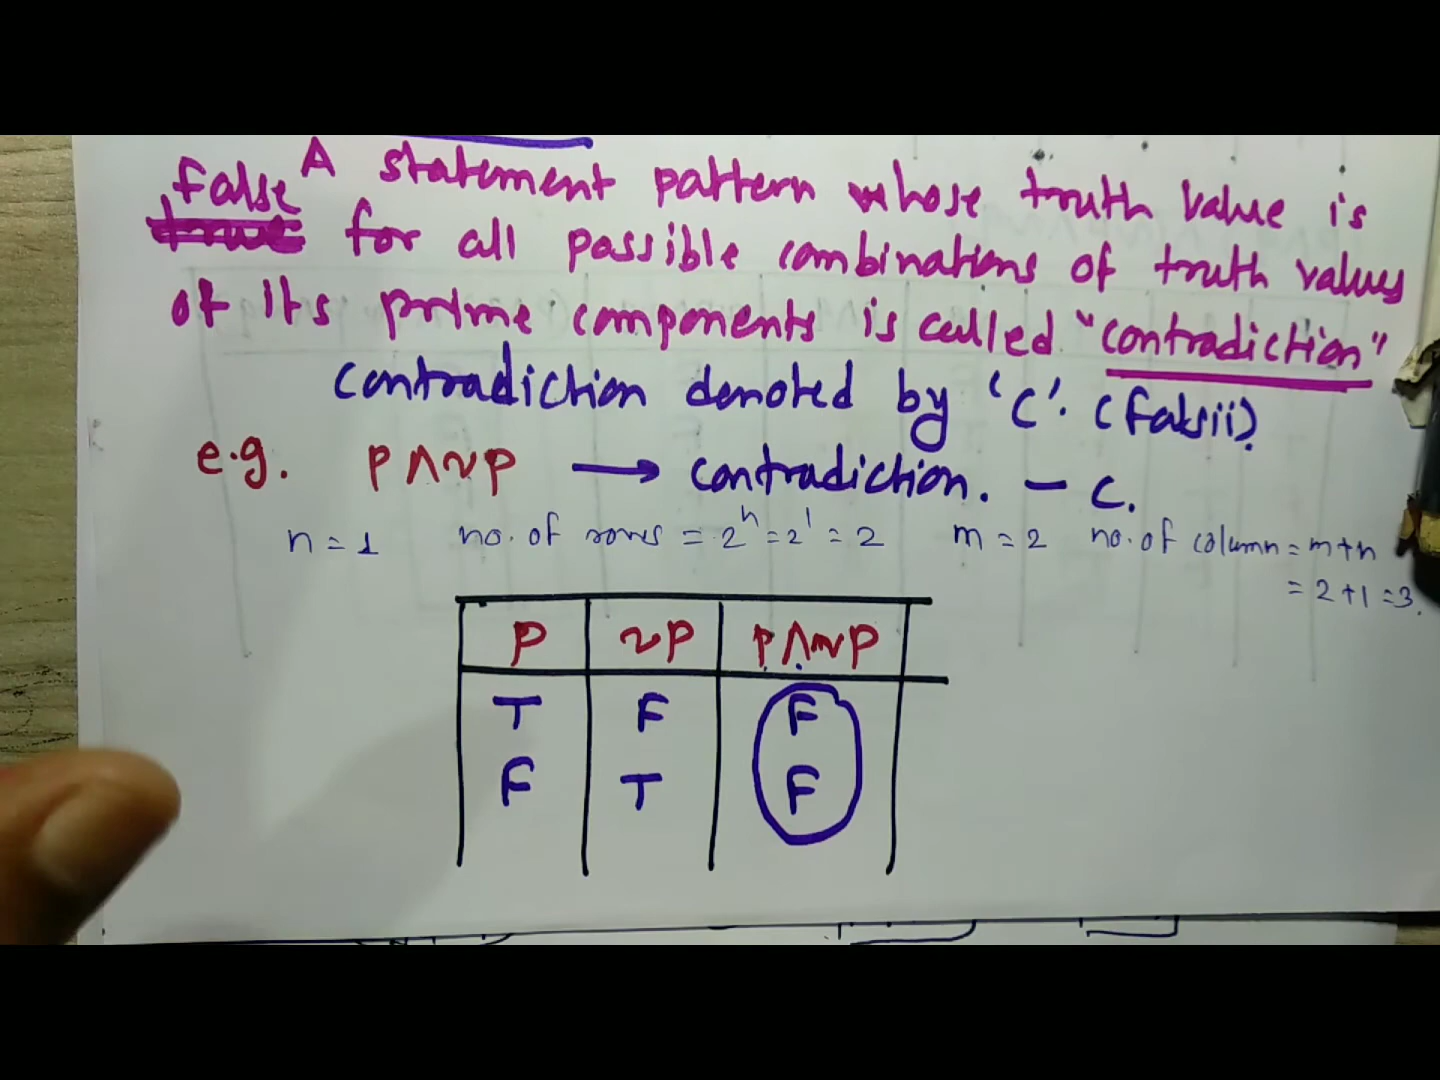 A statement pattern whose truth value is
false true for all possible combinations of truth values
of its prime components is called "contradiction"
contradiction denoted by 'c'. (falsii).
e.g. p ∧ ~p → contradiction. – c.
n = 1 no. of rows = 2ⁿ = 2¹ = 2 m = 2 no. of column = m+n
= 2+1 = 3.
p ~p p∧~p
T F F
F T F